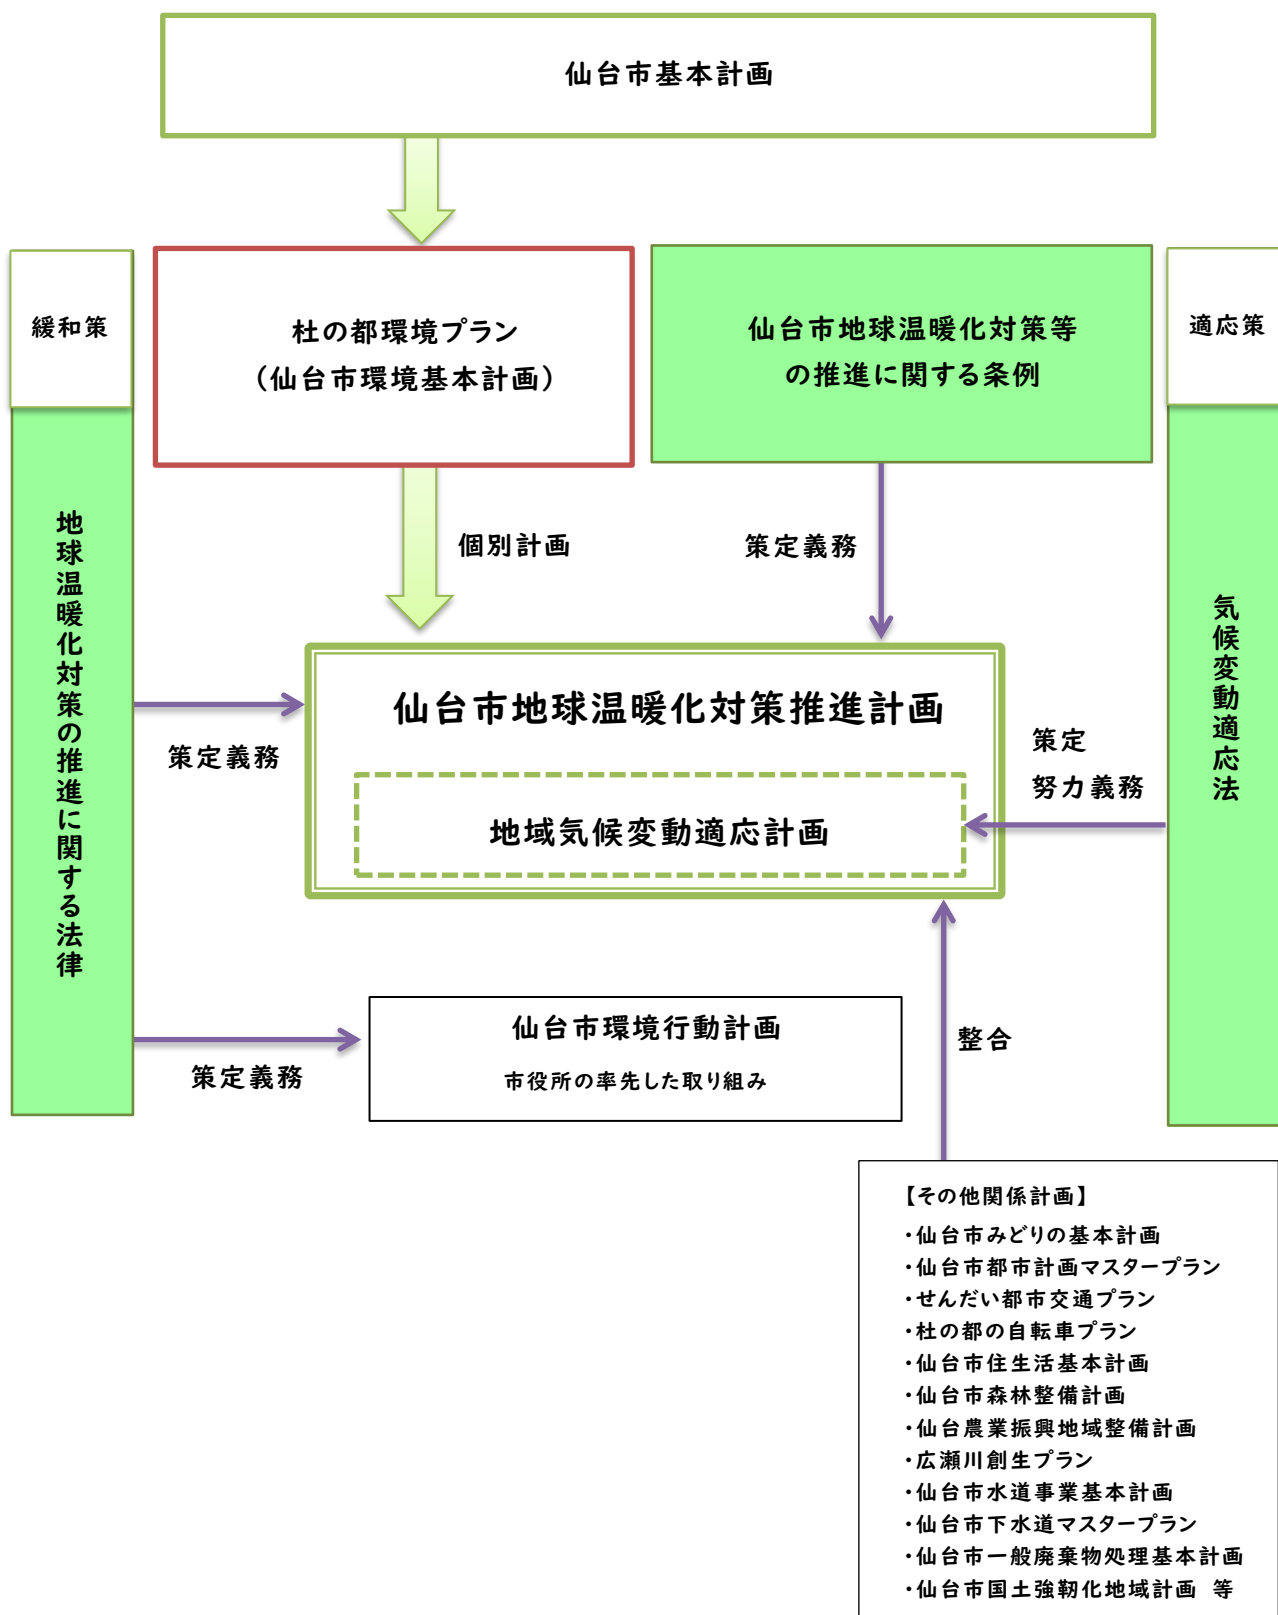 仙台市基本計画
緩和策
杜の都環境プラン
（仙台市環境基本計画）
仙台市地球温暖化対策等
の推進に関する条例
適応策
地球温暖化対策の推進に関する法律
個別計画
策定義務
気候変動適応法
仙台市地球温暖化対策推進計画
策定義務
策定
努力義務
地域気候変動適応計画
仙台市環境行動計画
市役所の率先した取り組み
策定義務
整合
【その他関係計画】
・仙台市みどりの基本計画
・仙台市都市計画マスタープラン
・せんだい都市交通プラン
・杜の都の自転車プラン
・仙台市住生活基本計画
・仙台市森林整備計画
・仙台農業振興地域整備計画
・広瀬川創生プラン
・仙台市水道事業基本計画
・仙台市下水道マスタープラン
・仙台市一般廃棄物処理基本計画
・仙台市国土強靭化地域計画　等